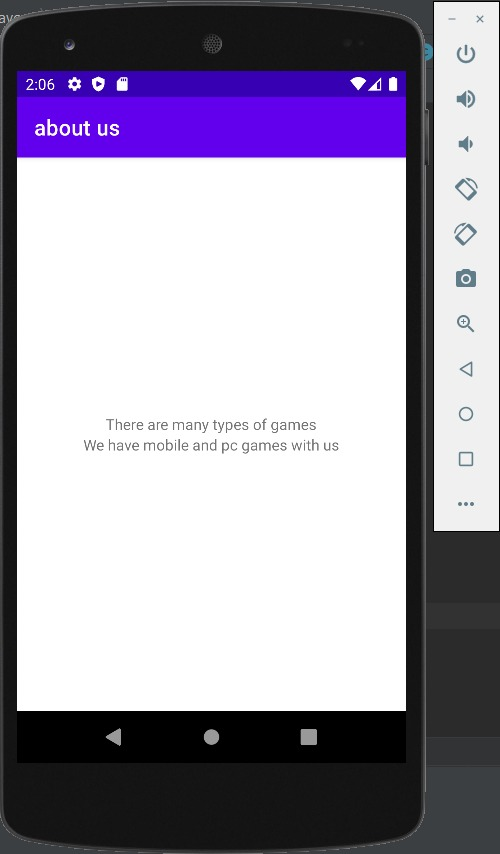 2:06
about us
There are many types of games
We have mobile and pc games with us